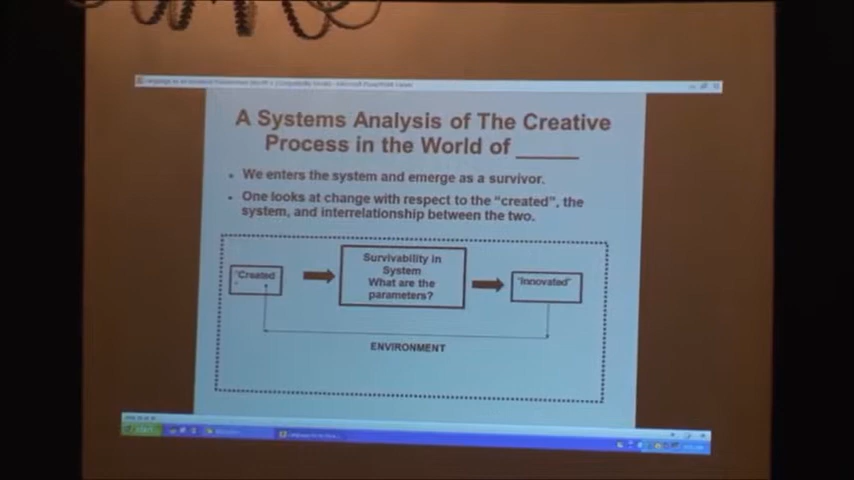 A Systems Analysis of The Creative
Process in the World of ______
• We enters the system and emerge as a survivor.
• One looks at change with respect to the "created", the
system, and interrelationship between the two.
"Created
"
Survivability in
System
What are the
parameters?
"Innovated"
ENVIRONMENT
start